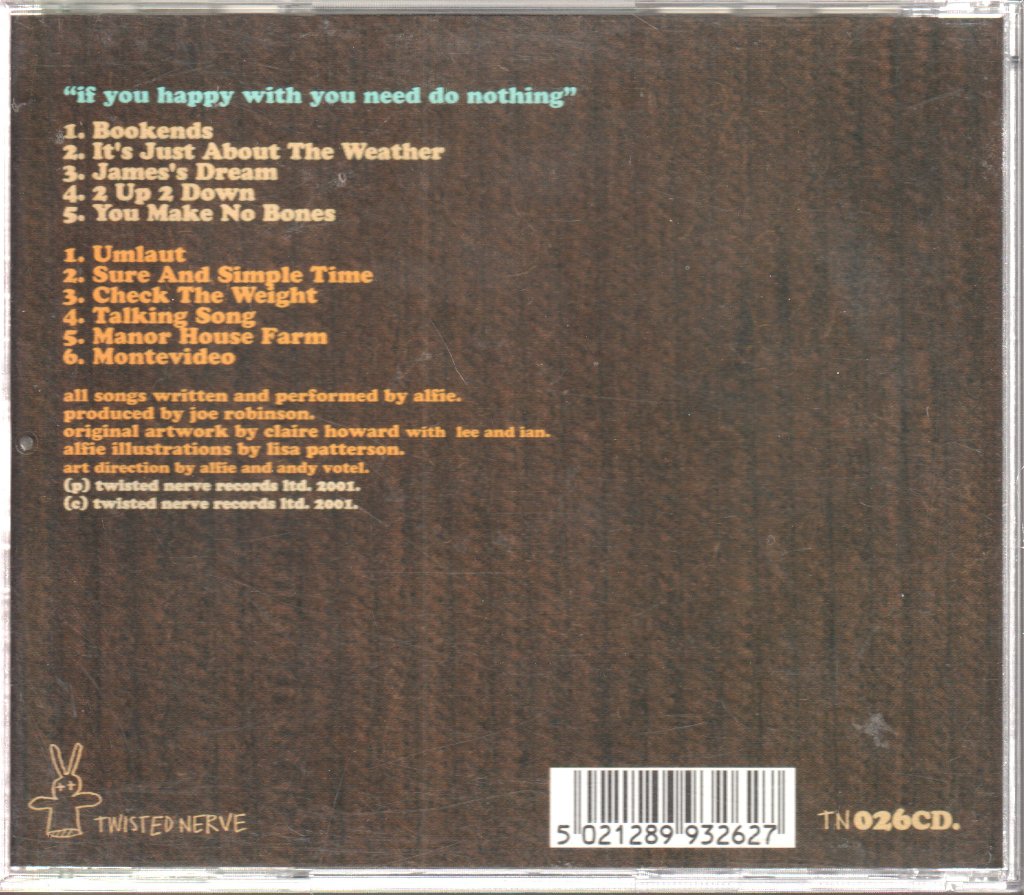 “if you happy with you need do nothing”
1. Bookends
2. It's Just About The Weather
3. James's Dream
4. 2 Up 2 Down
5. You Make No Bones
1. Umlaut
2. Sure And Simple Time
3. Check The Weight
4. Talking Song
5. Manor House Farm
6. Montevideo
all songs written and performed by alfie.
produced by joe robinson.
original artwork by claire howard with lee and ian.
alfie illustrations by lisa patterson.
art direction by alfie and andy votel.
(p) twisted nerve records ltd. 2001.
(c) twisted nerve records ltd. 2001.
TWISTED NERVE
5 021289 932627
TN026CD.